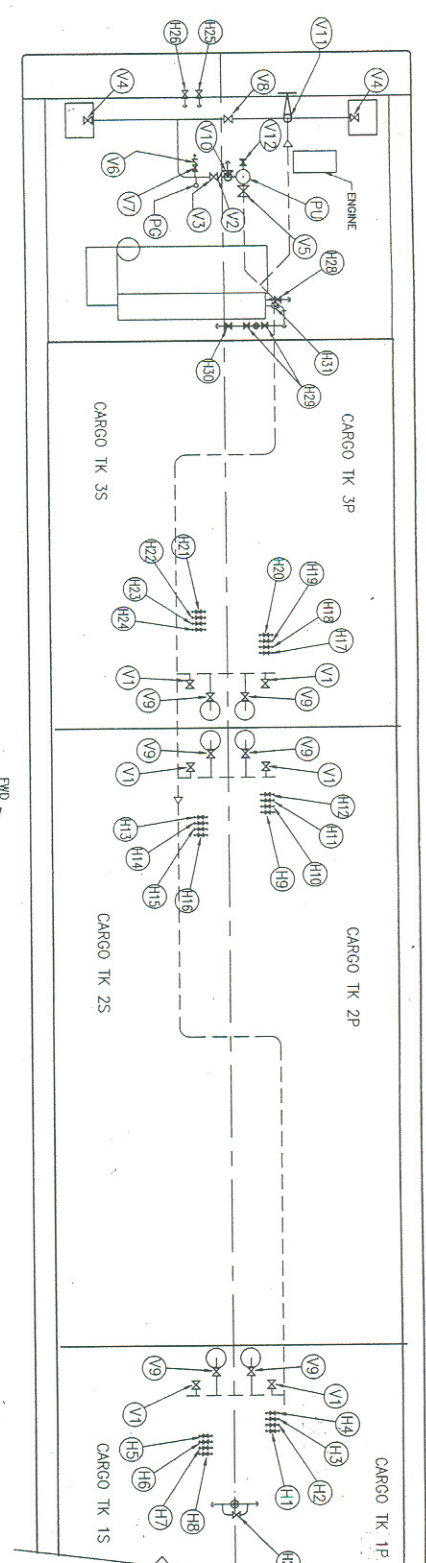 H26
H25
V11
V4
V8
V4
V12
V10
PU
ENGINE
V6
V7
PG
V3
V2
V5
H28
H31
H30
H29
CARGO TK 3S
CARGO TK 3P
H21
H22
H23
H24
H20
H19
H18
H17
V1
V9
V9
V1
V9
V1
V9
V1
H13
H14
H15
H16
H12
H11
H10
H9
CARGO TK 2S
CARGO TK 2P
FWD
V9
V1
V9
V1
H5
H6
H7
H8
H4
H3
H2
H1
CARGO TK 1S
CARGO TK 1P